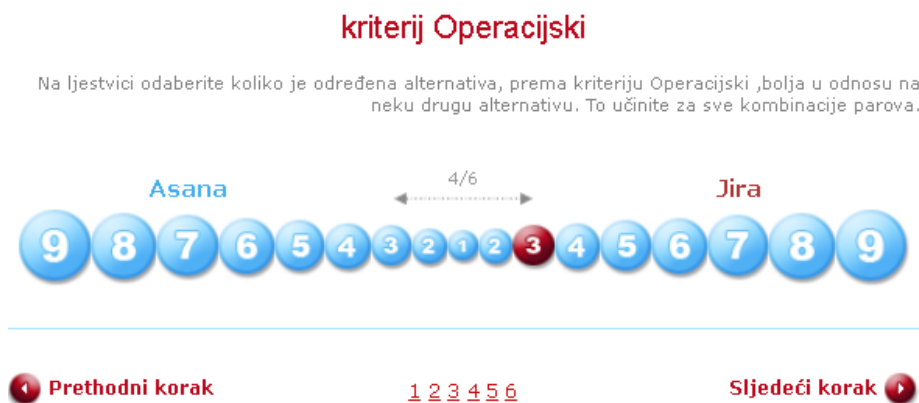 kriterij Operacijski
Na ljestvici odaberite koliko je određena alternativa, prema kriteriju Operacijski ,bolja u odnosu na
neku drugu alternativu. To učinite za sve kombinacije parova.
4/6
Asana Jira
9 8 7 6 5 4 3 2 1 2 3 4 5 6 7 8 9
Prethodni korak 1 2 3 4 5 6 Sljedeći korak